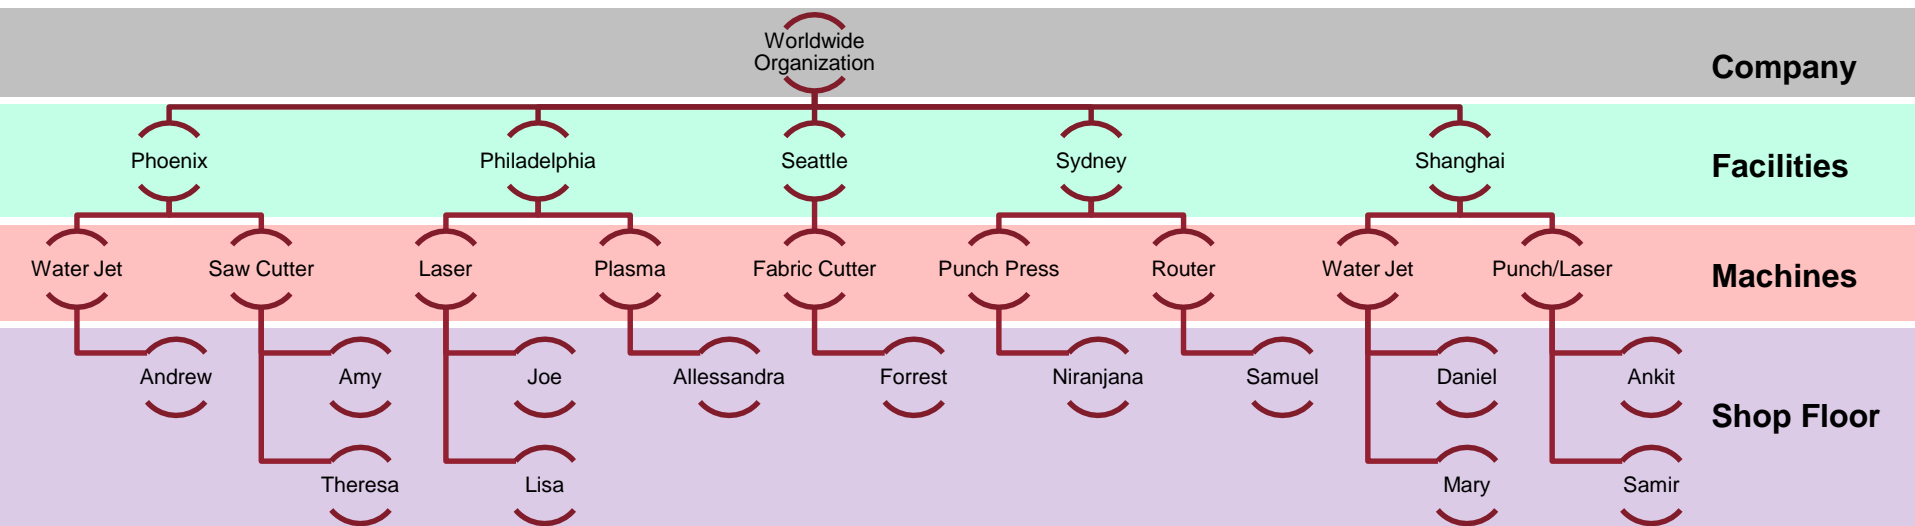 Worldwide
Organization
Company
Phoenix
Philadelphia
Seattle
Sydney
Shanghai
Facilities
Water Jet
Saw Cutter
Laser
Plasma
Fabric Cutter
Punch Press
Router
Water Jet
Punch/Laser
Machines
Andrew
Amy
Joe
Allessandra
Forrest
Niranjana
Samuel
Daniel
Ankit
Shop Floor
Theresa
Lisa
Mary
Samir